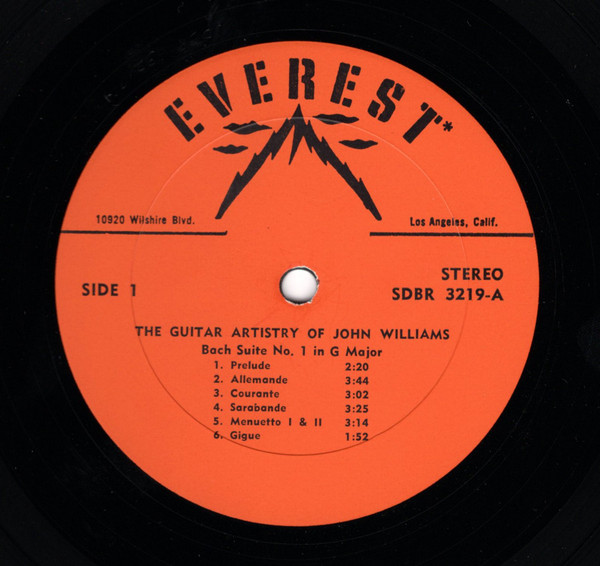 EVEREST*
10920 Wilshire Blvd.
Los Angeles, Calif.
SIDE 1
STEREO
SDBR 3219-A
THE GUITAR ARTISTRY OF JOHN WILLIAMS
Bach Suite No. 1 in G Major
1. Prelude 2:20
2. Allemande 3:44
3. Courante 3:02
4. Sarabande 3:25
5. Menuetto I & II 3:14
6. Gigue 1:52